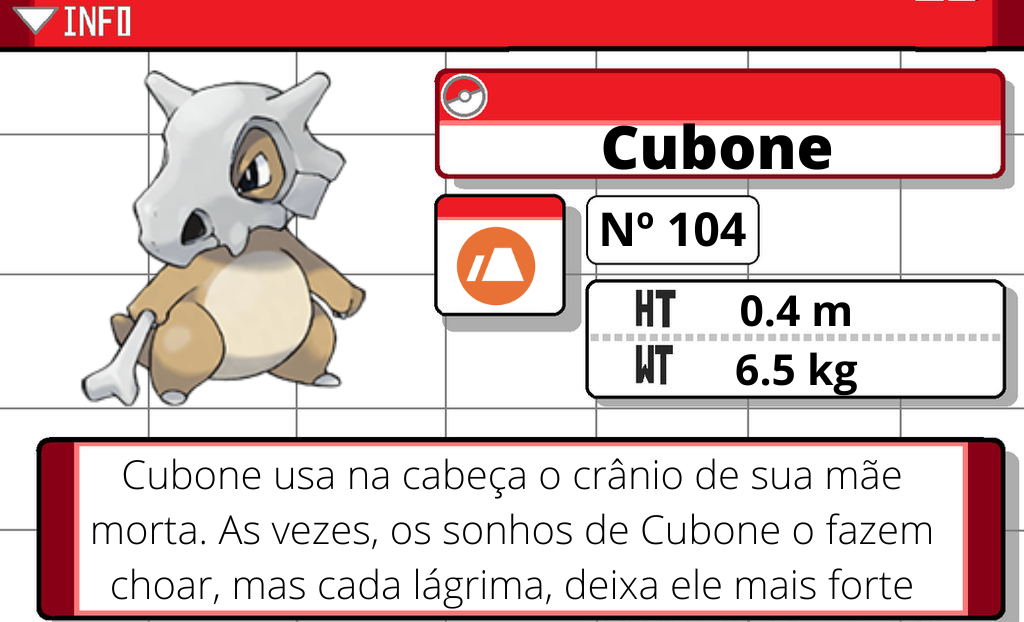 INFO
Cubone
Nº 104
HT 0.4 m
WT 6.5 kg
Cubone usa na cabeça o crânio de sua mãe
morta. As vezes, os sonhos de Cubone o fazem
choar, mas cada lágrima, deixa ele mais forte